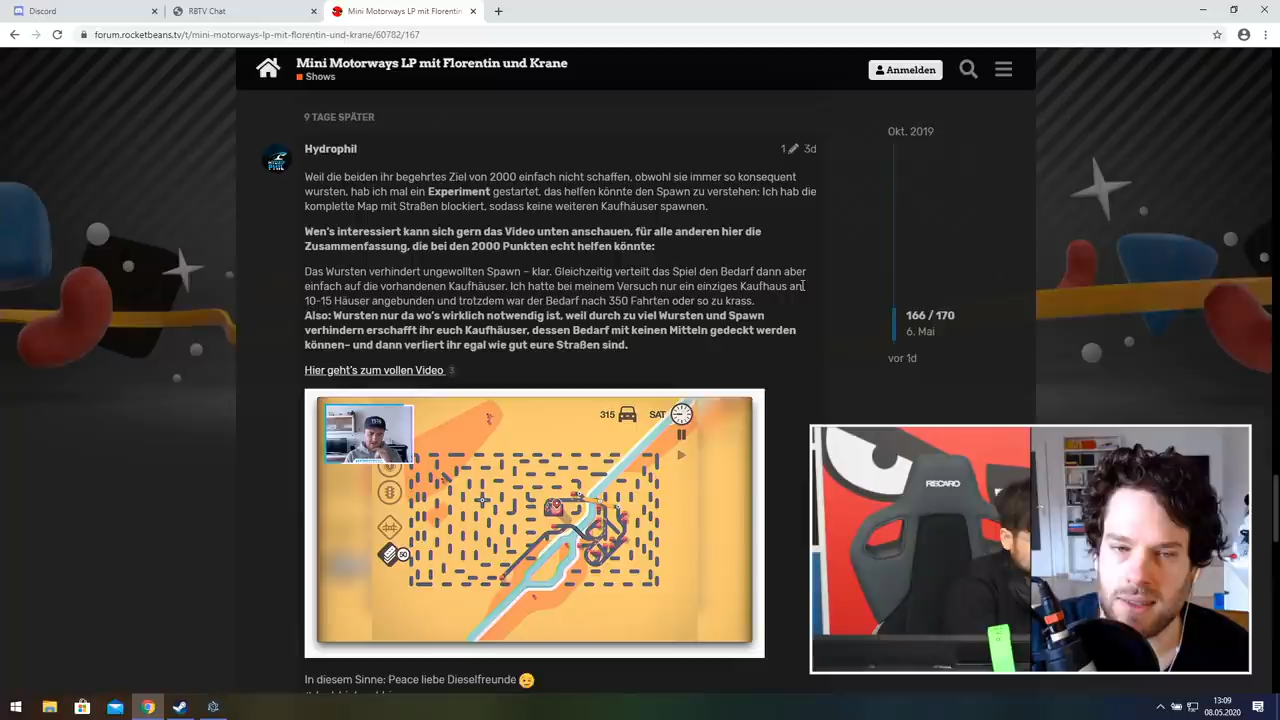 Discord
RBTV Chat
Mini Motorways LP mit Florentin
forum.rocketbeans.tv/t/mini-motorways-lp-mit-florentin-und-krane/60782/167
Mini Motorways LP mit Florentin und Krane
Shows
Anmelden
9 TAGE SPÄTER
Okt. 2019
Hydrophil
1
3d
Weil die beiden ihr begehrtes Ziel von 2000 einfach nicht schaffen, obwohl sie immer so konsequent
wursten, hab ich mal ein Experiment gestartet, das helfen könnte den Spawn zu verstehen: Ich hab die
komplette Map mit Straßen blockiert, sodass keine weiteren Kaufhäuser spawnen.
Wen's interessiert kann sich gern das Video unten anschauen, für alle anderen hier die
Zusammenfassung, die bei den 2000 Punkten echt helfen könnte:
Das Wursten verhindert ungewollten Spawn – klar. Gleichzeitig verteilt das Spiel den Bedarf dann aber
einfach auf die vorhandenen Kaufhäuser. Ich hatte bei meinem Versuch nur ein einziges Kaufhaus an
10-15 Häuser angebunden und trotzdem war der Bedarf nach 350 Fahrten oder so zu krass.
Also: Wursten nur da wo's wirklich notwendig ist, weil durch zu viel Wursten und Spawn
verhindern erschafft ihr euch Kaufhäuser, dessen Bedarf mit keinen Mitteln gedeckt werden
können– und dann verliert ihr egal wie gut eure Straßen sind.
166 / 170
6. Mai
vor 1d
Hier geht's zum vollen Video 3
315
SAT
50
RECARO
In diesem Sinne: Peace liebe Dieselfreunde
13:09
08.05.2020